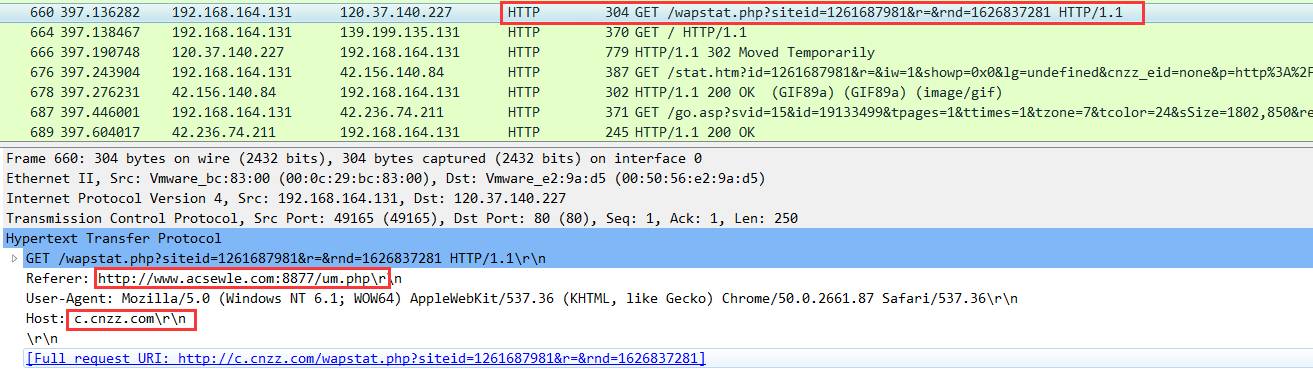 660 397.136282 192.168.164.131 120.37.140.227 HTTP 304 GET /wapstat.php?siteid=1261687981&r=&rnd=1626837281 HTTP/1.1
664 397.138467 192.168.164.131 139.199.135.131 HTTP 370 GET / HTTP/1.1
666 397.190748 120.37.140.227 192.168.164.131 HTTP 779 HTTP/1.1 302 Moved Temporarily
676 397.243904 192.168.164.131 42.156.140.84 HTTP 387 GET /stat.htm?id=1261687981&r=&iw=1&showp=0x0&lg=undefined&cnzz_eid=none&p=http%3A%2F
678 397.276231 42.156.140.84 192.168.164.131 HTTP 302 HTTP/1.1 200 OK (GIF89a) (GIF89a) (image/gif)
687 397.446001 192.168.164.131 42.236.74.211 HTTP 371 GET /go.asp?svid=15&id=19133499&tpages=1&ttimes=1&tzone=7&tcolor=24&sSize=1802,850&re
689 397.604017 42.236.74.211 192.168.164.131 HTTP 245 HTTP/1.1 200 OK
Frame 660: 304 bytes on wire (2432 bits), 304 bytes captured (2432 bits) on interface 0
Ethernet II, Src: Vmware_bc:83:00 (00:0c:29:bc:83:00), Dst: Vmware_e2:9a:d5 (00:50:56:e2:9a:d5)
Internet Protocol Version 4, Src: 192.168.164.131, Dst: 120.37.140.227
Transmission Control Protocol, Src Port: 49165 (49165), Dst Port: 80 (80), Seq: 1, Ack: 1, Len: 250
Hypertext Transfer Protocol
GET /wapstat.php?siteid=1261687981&r=&rnd=1626837281 HTTP/1.1\r\n
Referer: http://www.acsewle.com:8877/um.php\r\n
User-Agent: Mozilla/5.0 (Windows NT 6.1; WOW64) AppleWebKit/537.36 (KHTML, like Gecko) Chrome/50.0.2661.87 Safari/537.36\r\n
Host: c.cnzz.com\r\n
\r\n
[Full request URI: http://c.cnzz.com/wapstat.php?siteid=1261687981&r=&rnd=1626837281]